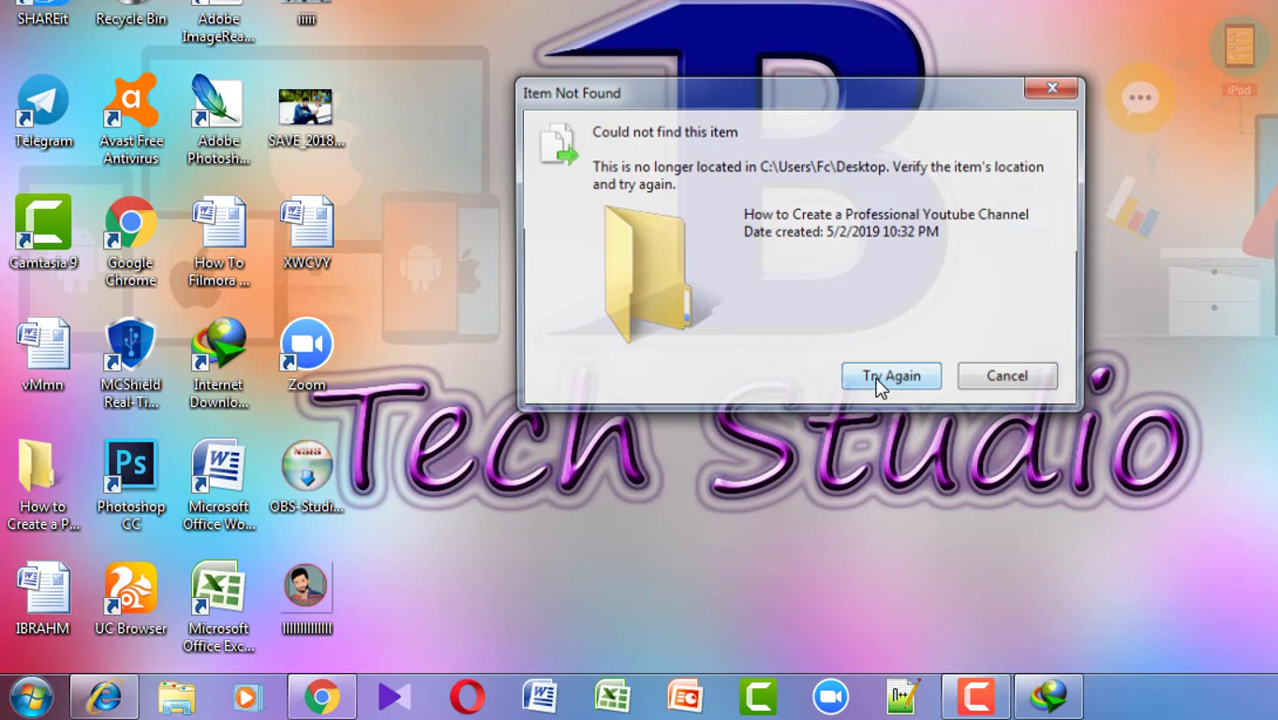 SHAREit
Recycle Bin
Adobe
ImageRea...
iiiii
Telegram
Avast Free
Antivirus
Adobe
Photosh...
SAVE_2018...
Camtasia 9
Google
Chrome
How To
Filmora ...
XWCVY
vMmn
MCShield
Real-Ti...
Internet
Downlo...
Zoom
How to
Create a P...
Ps
Photoshop
CC
Microsoft
Office Wo...
NSIS
OBS-Studi...
IBRAHM
UC Browser
Microsoft
Office Exc...
Item Not Found
Could not find this item
This is no longer located in C:\Users\Fc\Desktop. Verify the item's location
and try again.
How to Create a Professional Youtube Channel
Date created: 5/2/2019 10:32 PM
Try Again
Cancel
B
Tech Studio
iPad